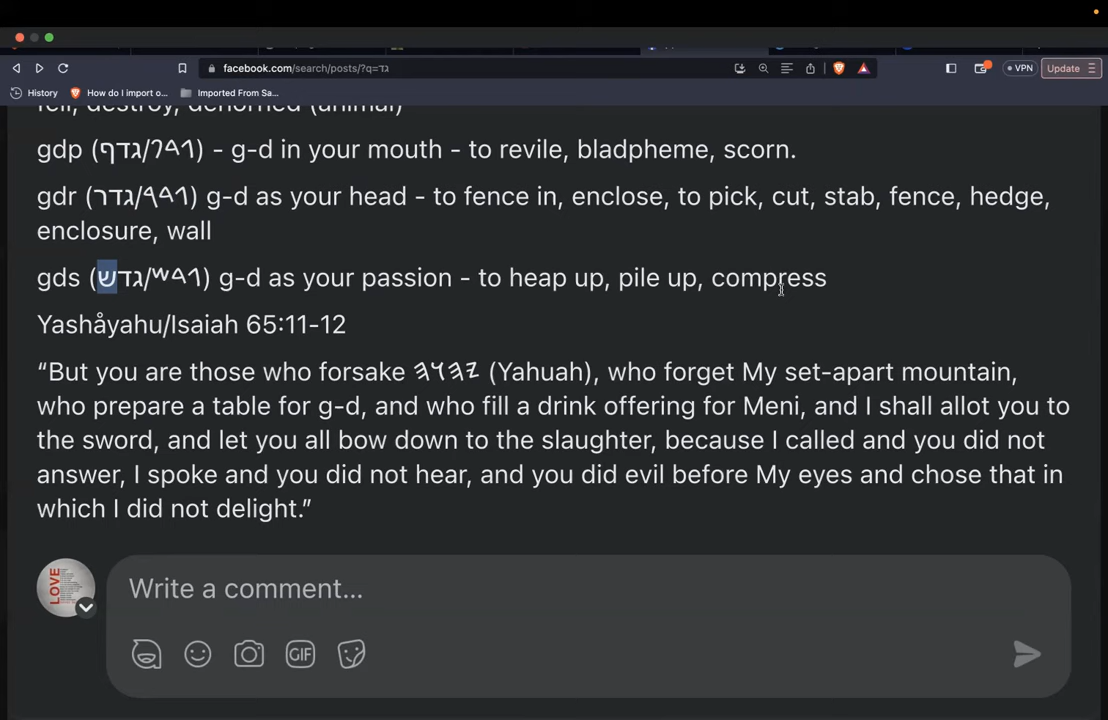 facebook.com/search/posts/?q=גד
VPN
Update
History
How do I import o...
Imported From Sa...
fell, destroy, dehorned (animal)
gdp (גדף/𐤂𐤃𐤐) - g-d in your mouth - to revile, bladpheme, scorn.
gdr (גדר/𐤂𐤃𐤓) g-d as your head - to fence in, enclose, to pick, cut, stab, fence, hedge,
enclosure, wall
gds (גדש/𐤂𐤃𐤔) g-d as your passion - to heap up, pile up, compress
Yashåyahu/Isaiah 65:11-12
“But you are those who forsake 𐤉𐤄𐤅𐤄 (Yahuah), who forget My set-apart mountain,
who prepare a table for g-d, and who fill a drink offering for Meni, and I shall allot you to
the sword, and let you all bow down to the slaughter, because I called and you did not
answer, I spoke and you did not hear, and you did evil before My eyes and chose that in
which I did not delight.”
LOVE
Write a comment...
GIF